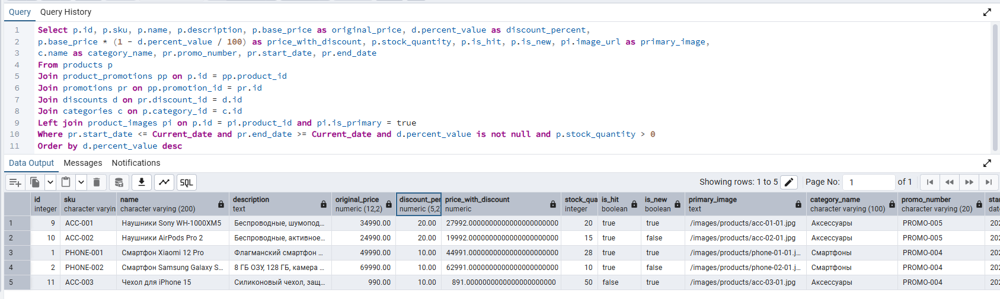 Query Query History
1 Select p.id, p.sku, p.name, p.description, p.base_price as original_price, d.percent_value as discount_percent,
2 p.base_price * (1 - d.percent_value / 100) as price_with_discount, p.stock_quantity, p.is_hit, p.is_new, pi.image_url as primary_image,
3 c.name as category_name, pr.promo_number, pr.start_date, pr.end_date
4 From products p
5 Join product_promotions pp on p.id = pp.product_id
6 Join promotions pr on pp.promotion_id = pr.id
7 Join discounts d on pr.discount_id = d.id
8 Join categories c on p.category_id = c.id
9 Left join product_images pi on p.id = pi.product_id and pi.is_primary = true
10 Where pr.start_date <= Current_date and pr.end_date >= Current_date and d.percent_value is not null and p.stock_quantity > 0
11 Order by d.percent_value desc
Data Output Messages Notifications
SQL Showing rows: 1 to 5 Page No: 1 of 1
id sku name description original_price discount_per price_with_discount stock_qua is_hit is_new primary_image category_name promo_number star
integer character varyin character varying (200) text numeric (12,2) numeric (5,2 numeric integer boolean boolean text character varying (100) character varying (20) dat
1 9 ACC-001 Наушники Sony WH-1000XM5 Беспроводные, шумопод... 34990.00 20.00 27992.0000000000000000000000 20 true true /images/products/acc-01-01.jpg Аксессуары PROMO-005 202
2 10 ACC-002 Наушники AirPods Pro 2 Беспроводные, активное... 24990.00 20.00 19992.0000000000000000000000 15 true false /images/products/acc-02-01.jpg Аксессуары PROMO-005 202
3 1 PHONE-001 Смартфон Xiaomi 12 Pro Флагманский смартфон ... 49990.00 10.00 44991.0000000000000000000000 28 true true /images/products/phone-01-01.j... Смартфоны PROMO-004 202
4 2 PHONE-002 Смартфон Samsung Galaxy S... 8 ГБ ОЗУ, 128 ГБ, камера ... 69990.00 10.00 62991.0000000000000000000000 10 true false /images/products/phone-02-01.j... Смартфоны PROMO-004 202
5 11 ACC-003 Чехол для iPhone 15 Силиконовый чехол, защ... 990.00 10.00 891.0000000000000000000000 50 false true /images/products/acc-03-01.jpg Аксессуары PROMO-004 202